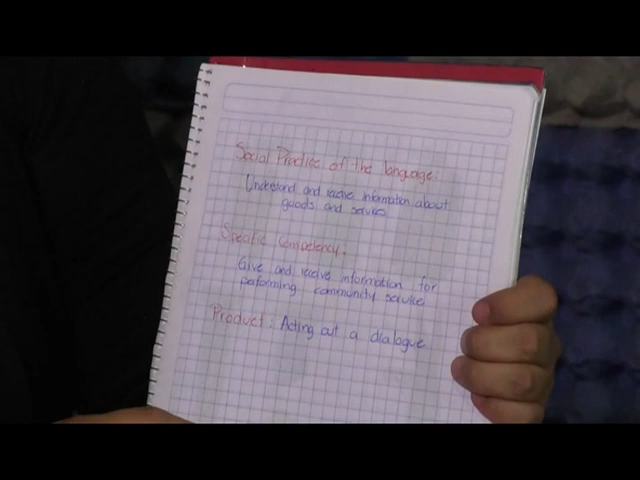 Social Practice of the language.
Understand and receive information about
goods and services
Specific Competency.
Give and receive information for
performing community service
Product: Acting out a dialogue